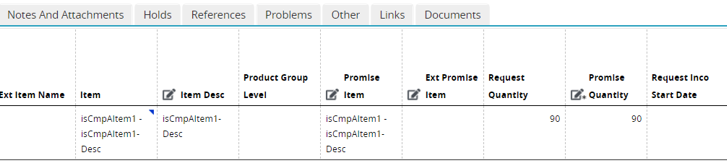 Notes And Attachments Holds References Problems Other Links Documents
Product Group Promise Ext Promise Request Promise Request Inco
Ext Item Name Item Item Desc Level Item Item Quantity Quantity Start Date
isCmpAItem1 - isCmpAItem1- isCmpAItem1 - 90 90
isCmpAItem1- Desc isCmpAItem1-
Desc Desc